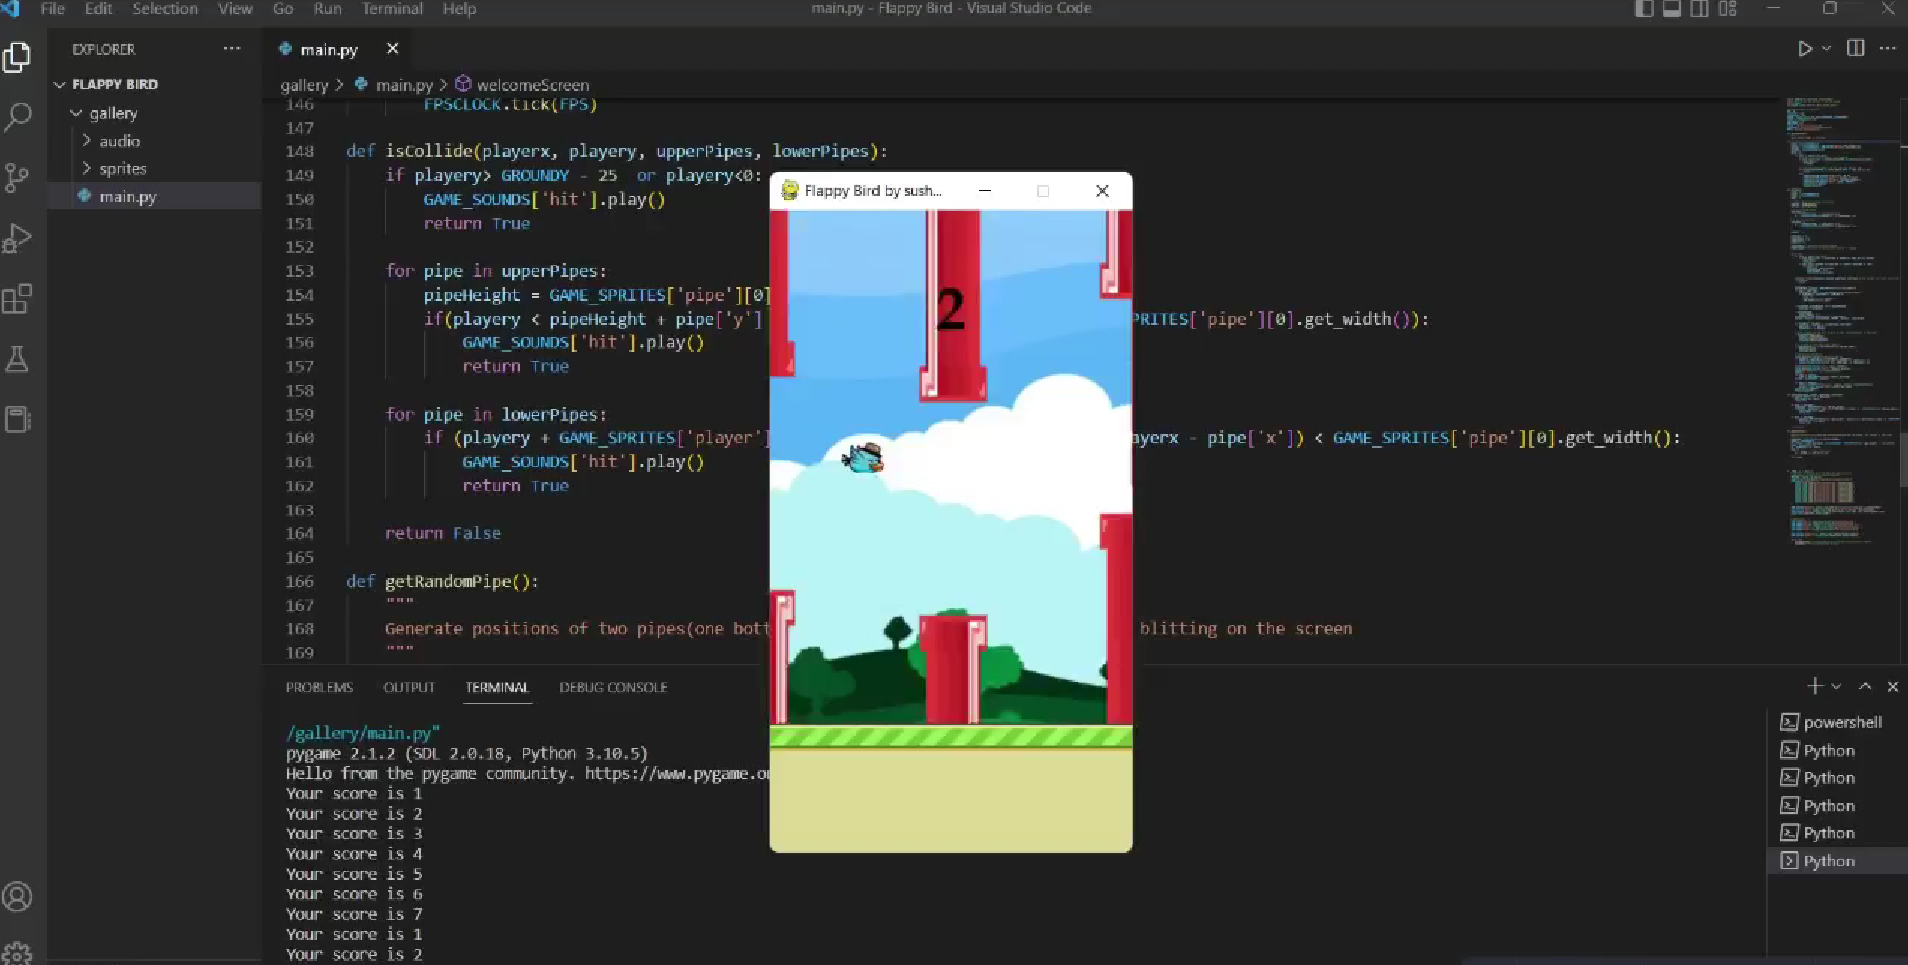 File Edit Selection View Go Run Terminal Help
main.py - Flappy Bird - Visual Studio Code
EXPLORER
FLAPPY BIRD
gallery
audio
sprites
main.py
main.py
gallery > main.py > welcomeScreen
146 FPSCLOCK.tick(FPS)
147
148 def isCollide(playerx, playery, upperPipes, lowerPipes):
149 if playery> GROUNDY - 25 or playery<0:
150 GAME_SOUNDS['hit'].play()
151 return True
152
153 for pipe in upperPipes:
154 pipeHeight = GAME_SPRITES['pipe'][0]
155 if(playery < pipeHeight + pipe['y'] PRITES['pipe'][0].get_width()):
156 GAME_SOUNDS['hit'].play()
157 return True
158
159 for pipe in lowerPipes:
160 if (playery + GAME_SPRITES['player'] ayerx - pipe['x']) < GAME_SPRITES['pipe'][0].get_width():
161 GAME_SOUNDS['hit'].play()
162 return True
163
164 return False
165
166 def getRandomPipe():
167 """
168 Generate positions of two pipes(one bott blitting on the screen
169 """
Flappy Bird by sush...
2
PROBLEMS OUTPUT TERMINAL DEBUG CONSOLE
/gallery/main.py"
pygame 2.1.2 (SDL 2.0.18, Python 3.10.5)
Hello from the pygame community. https://www.pygame.o
Your score is 1
Your score is 2
Your score is 3
Your score is 4
Your score is 5
Your score is 6
Your score is 7
Your score is 1
Your score is 2
powershell
Python
Python
Python
Python
Python